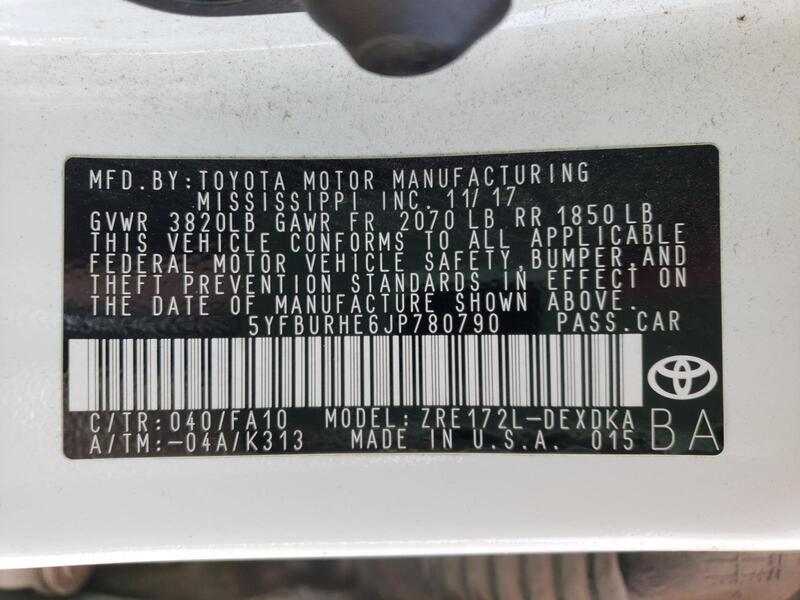 MFD.BY:TOYOTA MOTOR MANUFACTURING
MISSISSIPPI INC. 11/17
GVWR 3820LB GAWR FR 2070 LB RR 1850 LB
THIS VEHICLE CONFORMS TO ALL APPLICABLE
FEDERAL MOTOR VEHICLE SAFETY,BUMPER,AND
THEFT PREVENTION STANDARDS IN EFFECT ON
THE DATE OF MANUFACTURE SHOWN ABOVE.
5YFBURHE6JP780790 PASS.CAR
C/TR: 040/FA10 MODEL: ZRE172L-DEXDKA
A/TM:-04A/K313 MADE IN U.S.A. 015
BA